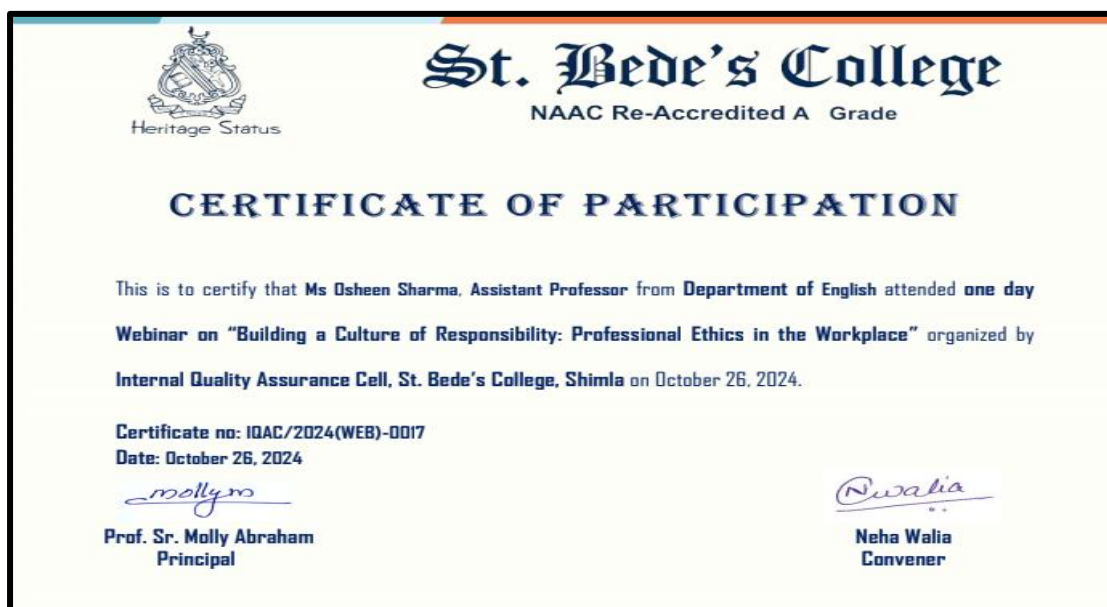 St. Bede's College
NAAC Re-Accredited A Grade
Heritage Status
CERTIFICATE OF PARTICIPATION
This is to certify that Ms Osheen Sharma, Assistant Professor from Department of English attended one day
Webinar on “Building a Culture of Responsibility: Professional Ethics in the Workplace” organized by
Internal Quality Assurance Cell, St. Bede’s College, Shimla on October 26, 2024.
Certificate no: IQAC/2024(WEB)-0017
Date: October 26, 2024
mollym
Nwalia
Prof. Sr. Molly Abraham
Principal
Neha Walia
Convener